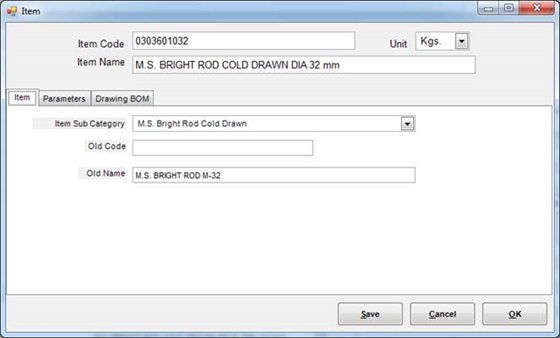 Item
Item Code 0303601032 Unit Kgs.
Item Name M.S. BRIGHT ROD COLD DRAWN DIA 32 mm
Item Parameters Drawing BOM
Item Sub Category M.S. Bright Rod Cold Drawn
Old Code
Old Name M.S. BRIGHT ROD M-32
Save Cancel OK